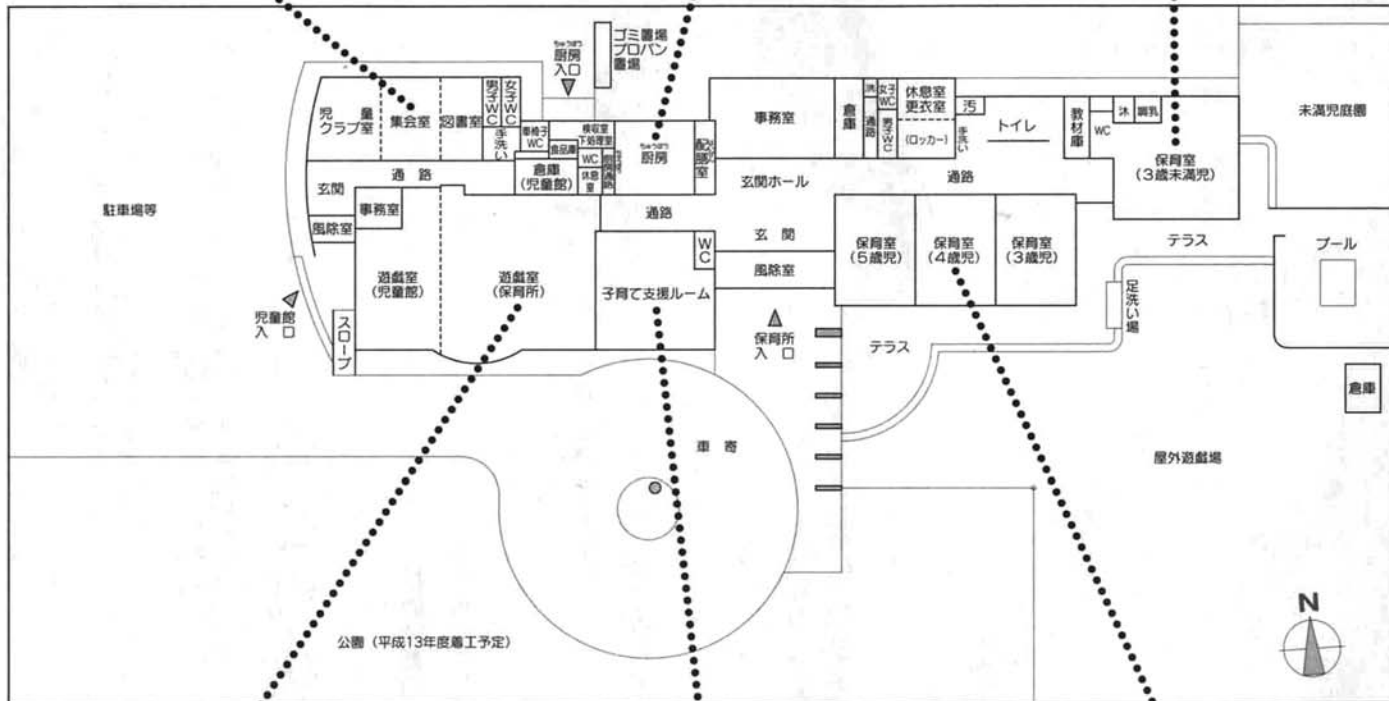 ちゅうぼう
厨房
入口
ゴミ置場
プロパン
置場
児童
クラブ室
集会室
図書室
男子WC
女子WC
手洗い
車椅子
WC
検収室
下処理室
食品庫
倉庫
(児童館)
WC
休息室
厨房通路
ちゅうぼう
厨房
配膳室
事務室
倉庫
通路
女子WC
男子WC
休息室
更衣室
(ロッカー)
汚
手洗い
トイレ
教材庫
WC
沐
調乳
保育室
(3歳未満児)
未満児庭園
駐車場等
玄関
通路
風除室
事務室
遊戯室
(児童館)
遊戯室
(保育所)
通路
WC
子育て支援ルーム
玄関ホール
玄関
風除室
通路
保育室
(5歳児)
保育室
(4歳児)
保育室
(3歳児)
テラス
プール
児童館
入口
スロープ
保育所
入口
テラス
足洗い場
倉庫
車寄
屋外遊戯場
公園(平成13年度着工予定)
N